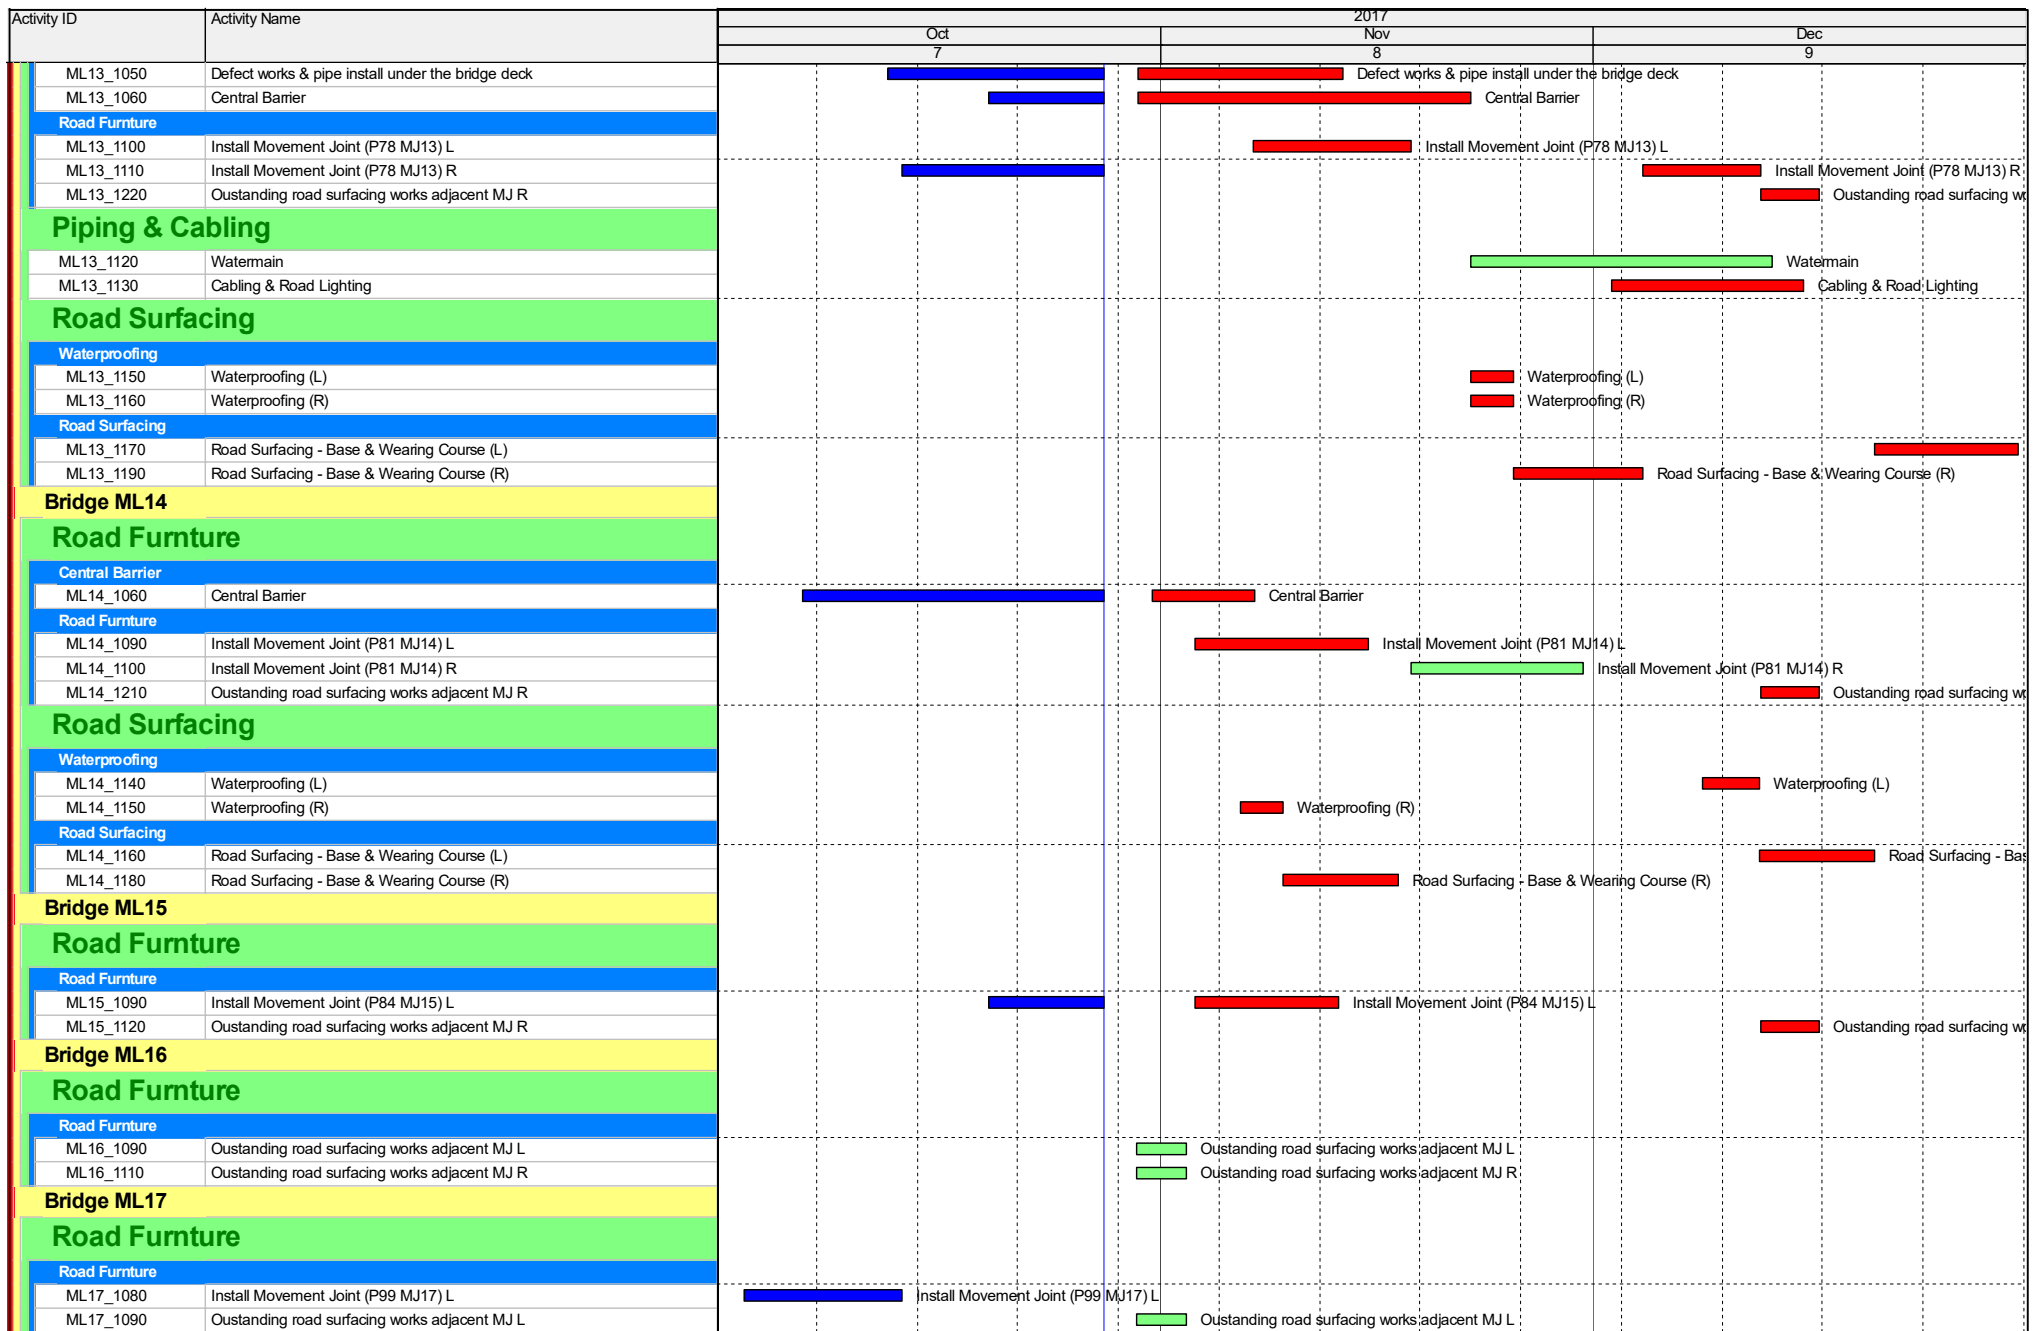 Activity ID Activity Name 2017
Oct Nov Dec
7 8 9
ML13_1050 Defect works & pipe install under the bridge deck Defect works & pipe install under the bridge deck
ML13_1060 Central Barrier Central Barrier
Road Furnture
ML13_1100 Install Movement Joint (P78 MJ13) L Install Movement Joint (P78 MJ13) L
ML13_1110 Install Movement Joint (P78 MJ13) R Install Movement Joint (P78 MJ13) R
ML13_1220 Oustanding road surfacing works adjacent MJ R Oustanding road surfacing wo
Piping & Cabling
ML13_1120 Watermain Watermain
ML13_1130 Cabling & Road Lighting Cabling & Road Lighting
Road Surfacing
Waterproofing
ML13_1150 Waterproofing (L) Waterproofing (L)
ML13_1160 Waterproofing (R) Waterproofing (R)
Road Surfacing
ML13_1170 Road Surfacing - Base & Wearing Course (L)
ML13_1190 Road Surfacing - Base & Wearing Course (R) Road Surfacing - Base & Wearing Course (R)
Bridge ML14
Road Furnture
Central Barrier
ML14_1060 Central Barrier Central Barrier
Road Furnture
ML14_1090 Install Movement Joint (P81 MJ14) L Install Movement Joint (P81 MJ14) L
ML14_1100 Install Movement Joint (P81 MJ14) R Install Movement Joint (P81 MJ14) R
ML14_1210 Oustanding road surfacing works adjacent MJ R Oustanding road surfacing wo
Road Surfacing
Waterproofing
ML14_1140 Waterproofing (L) Waterproofing (L)
ML14_1150 Waterproofing (R) Waterproofing (R)
Road Surfacing
ML14_1160 Road Surfacing - Base & Wearing Course (L) Road Surfacing - Bas
ML14_1180 Road Surfacing - Base & Wearing Course (R) Road Surfacing - Base & Wearing Course (R)
Bridge ML15
Road Furnture
Road Furnture
ML15_1090 Install Movement Joint (P84 MJ15) L Install Movement Joint (P84 MJ15) L
ML15_1120 Oustanding road surfacing works adjacent MJ R Oustanding road surfacing wo
Bridge ML16
Road Furnture
Road Furnture
ML16_1090 Oustanding road surfacing works adjacent MJ L Oustanding road surfacing works adjacent MJ L
ML16_1110 Oustanding road surfacing works adjacent MJ R Oustanding road surfacing works adjacent MJ R
Bridge ML17
Road Furnture
Road Furnture
ML17_1080 Install Movement Joint (P99 MJ17) L Install Movement Joint (P99 MJ17) L
ML17_1090 Oustanding road surfacing works adjacent MJ L Oustanding road surfacing works adjacent MJ L